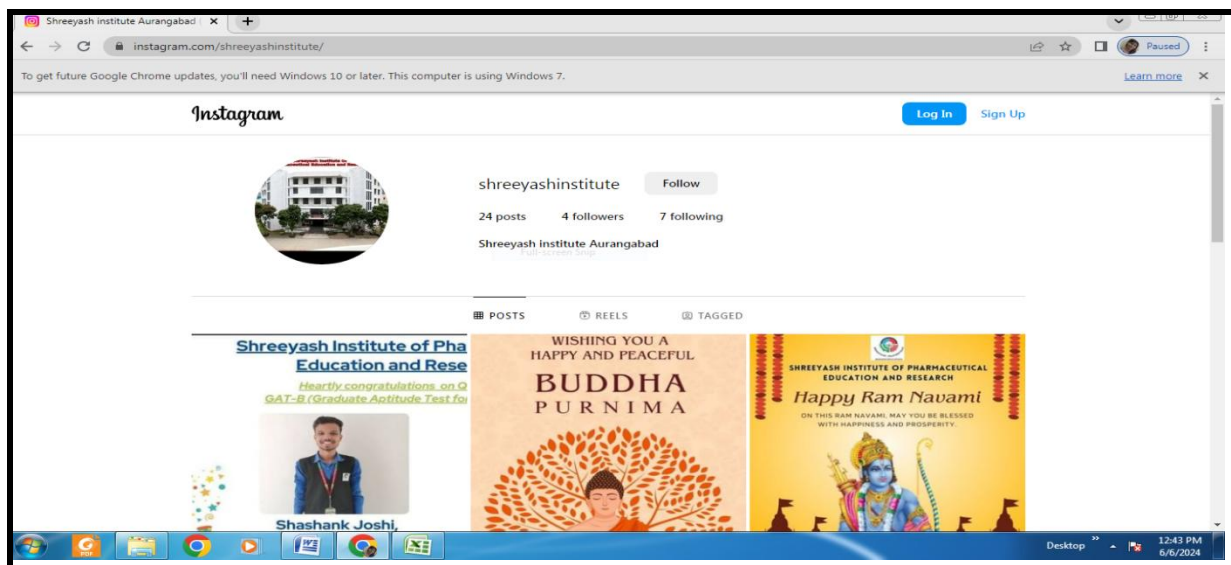 Shreeyash institute Aurangabad
instagram.com/shreeyashinstitute/
Paused
To get future Google Chrome updates, you'll need Windows 10 or later. This computer is using Windows 7.
Learn more
Instagram
Log In
Sign Up
shreeyashinstitute
Follow
24 posts 4 followers 7 following
Shreeyash institute Aurangabad
Full-screen Snip
POSTS REELS TAGGED
Shreeyash Institute of Pha
Education and Rese
Heartly congratulations on Q
GAT-B (Graduate Aptitude Test fo
Shashank Joshi,
WISHING YOU A
HAPPY AND PEACEFUL
BUDDHA
PURNIMA
SHREEYASH INSTITUTE OF PHARMACEUTICAL
EDUCATION AND RESEARCH
Happy Ram Navami
ON THIS RAM NAVAMI, MAY YOU BE BLESSED
WITH HAPPINESS AND PROSPERITY.
PDF
Desktop
12:43 PM
6/6/2024